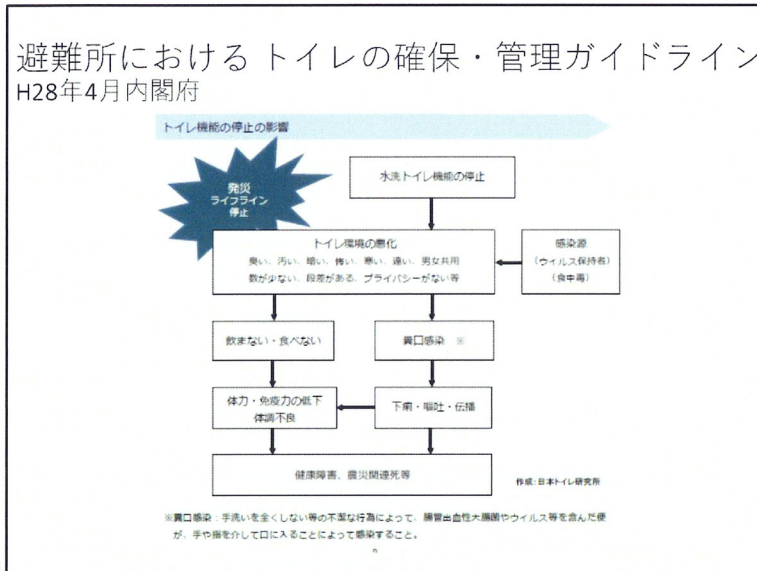 避難所における トイレの確保・管理ガイドライン
H28年4月内閣府
トイレ機能の停止の影響
発災
ライフライン
停止
水洗トイレ機能の停止
トイレ環境の悪化
臭い、汚い、暗い、怖い、寒い、遠い、男女共用
数が少ない、段差がある、プライバシーがない等
感染源
(ウイルス保持者)
(食中毒)
飲まない・食べない
糞口感染 ※
体力・免疫力の低下
体調不良
下痢・嘔吐・伝播
健康障害、震災関連死等
作成:日本トイレ研究所
※糞口感染:手洗いを全くしない等の不潔な行為によって、腸管出血性大腸菌やウイルス等を含んだ便
が、手や指を介して口に入ることによって感染すること。